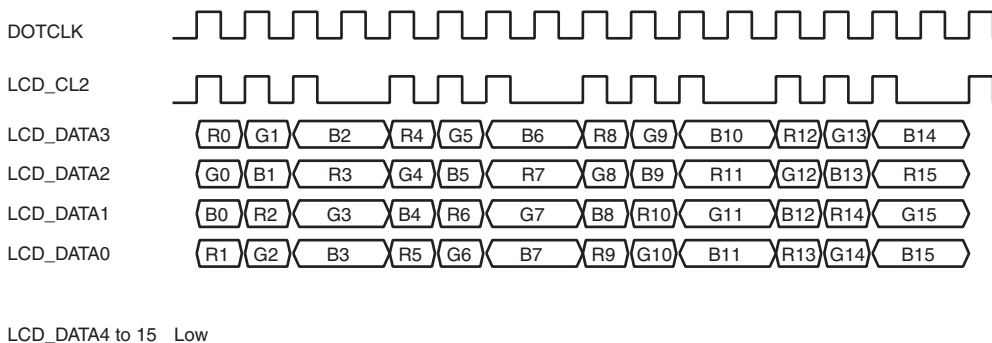 DOTCLK
LCD_CL2
LCD_DATA3 R0 G1 B2 R4 G5 B6 R8 G9 B10 R12 G13 B14
LCD_DATA2 G0 B1 R3 G4 B5 R7 G8 B9 R11 G12 B13 R15
LCD_DATA1 B0 R2 G3 B4 R6 G7 B8 R10 G11 B12 R14 G15
LCD_DATA0 R1 G2 B3 R5 G6 B7 R9 G10 B11 R13 G14 B15
LCD_DATA4 to 15 Low